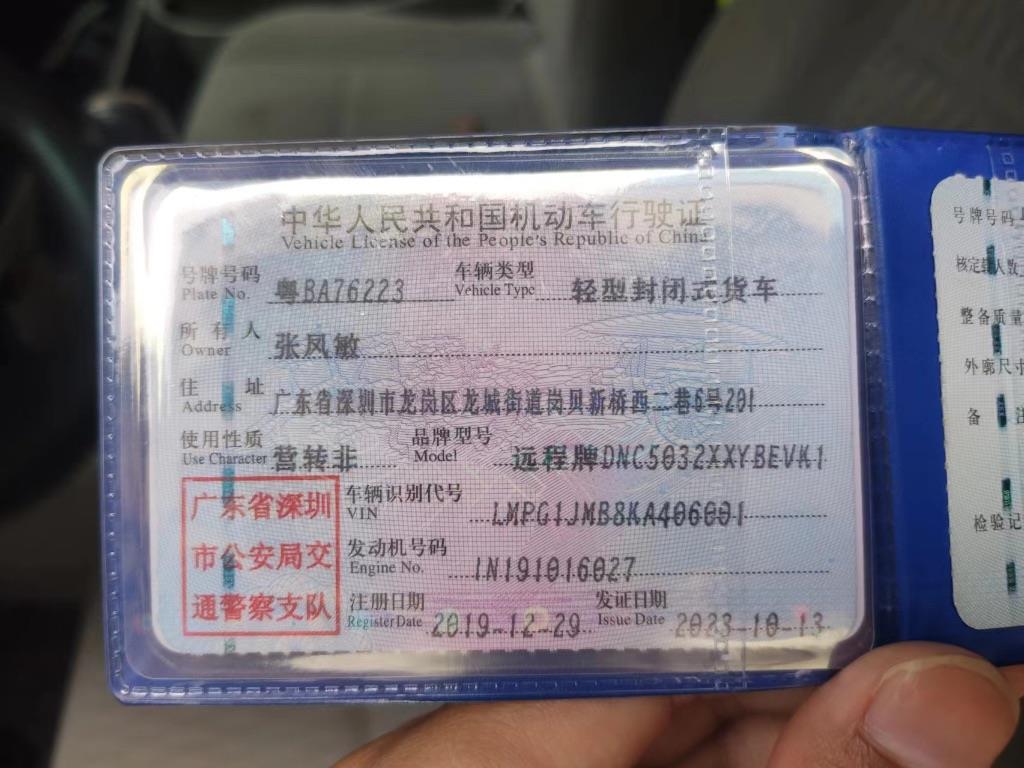 中华人民共和国机动车行驶证
Vehicle License of the People's Republic of China
号牌号码 粤BA76223 车辆类型 轻型封闭式货车
Plate No. Vehicle Type
所有人 张凤敏
Owner
住址 广东省深圳市龙岗区龙城街道岗贝新桥西二巷6号201
Address
使用性质 营转非 品牌型号 远程牌DNC5032XXYBEVK1
Use Character Model
广东省深圳
市公安局交
通警察支队
车辆识别代号 LMPG1JMB8KA406001
VIN
发动机号码 IN191016027
Engine No.
注册日期 2019-12-29 发证日期 2023-10-13
Register Date Issue Date
号牌号码
核定载人数
整备质量
外廓尺寸
备
检验记